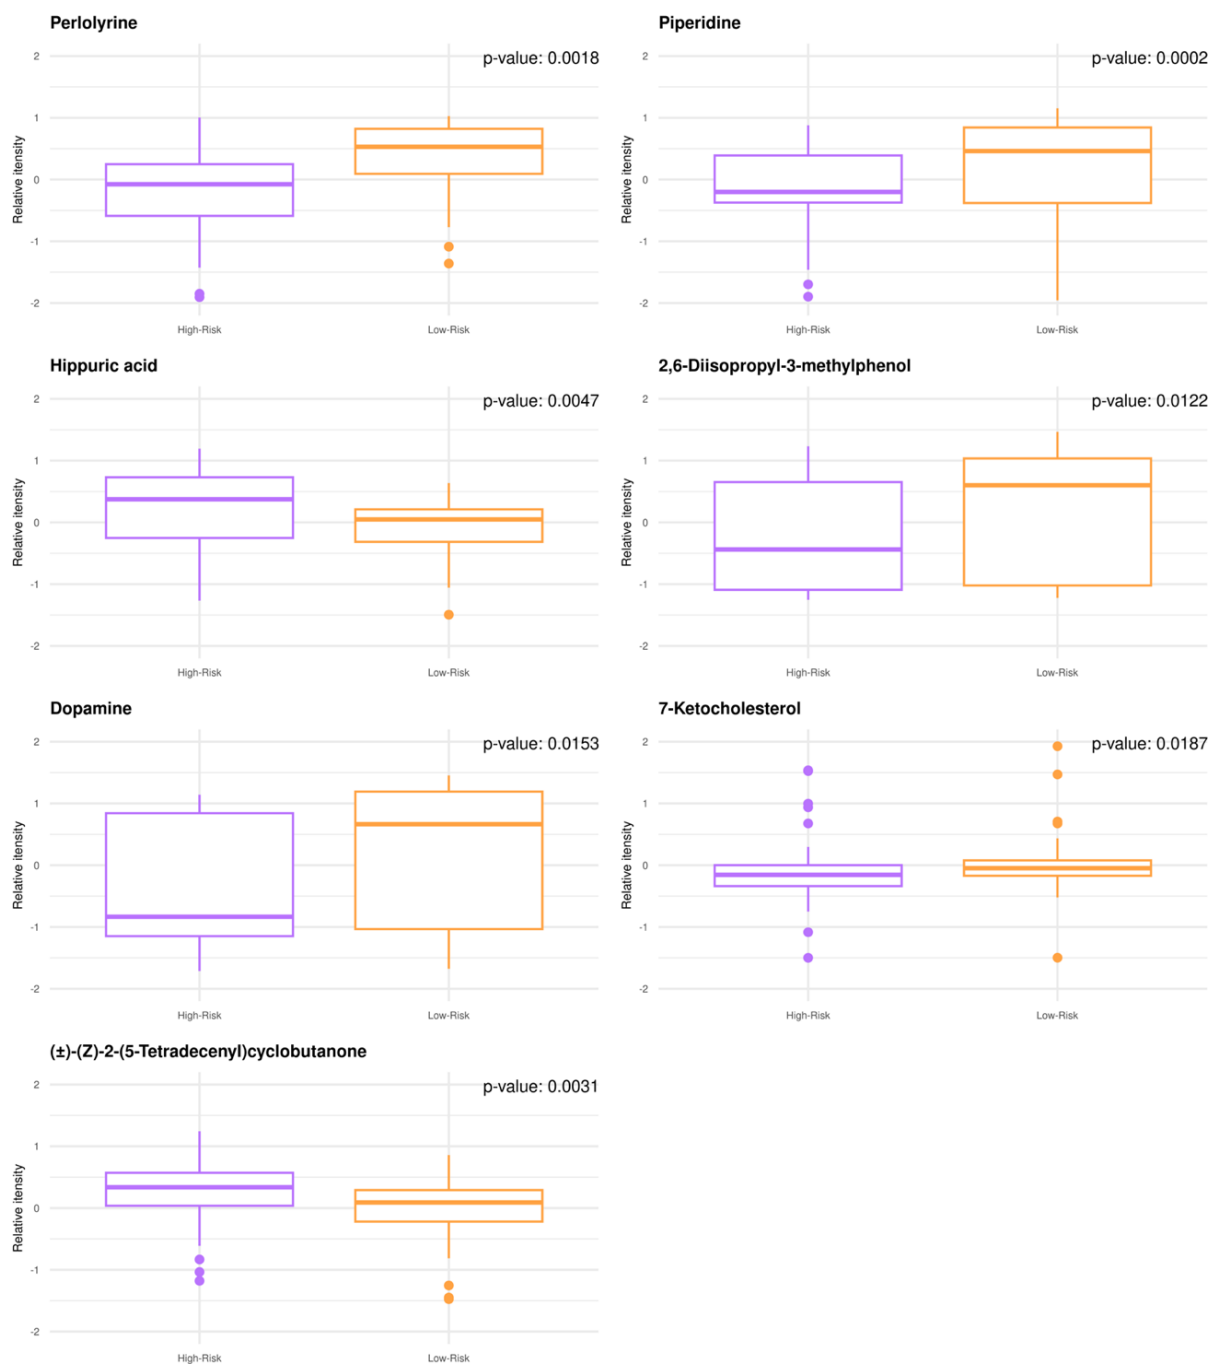 Perlolyrine
p-value: 0.0018
Relative itensity
2
1
0
-1
-2
High-Risk
Low-Risk
Piperidine
p-value: 0.0002
Relative itensity
2
1
0
-1
-2
High-Risk
Low-Risk
Hippuric acid
p-value: 0.0047
Relative itensity
2
1
0
-1
-2
High-Risk
Low-Risk
2,6-Diisopropyl-3-methylphenol
p-value: 0.0122
Relative itensity
2
1
0
-1
-2
High-Risk
Low-Risk
Dopamine
p-value: 0.0153
Relative itensity
2
1
0
-1
-2
High-Risk
Low-Risk
7-Ketocholesterol
p-value: 0.0187
Relative itensity
2
1
0
-1
-2
High-Risk
Low-Risk
(±)-(Z)-2-(5-Tetradecenyl)cyclobutanone
p-value: 0.0031
Relative itensity
2
1
0
-1
-2
High-Risk
Low-Risk